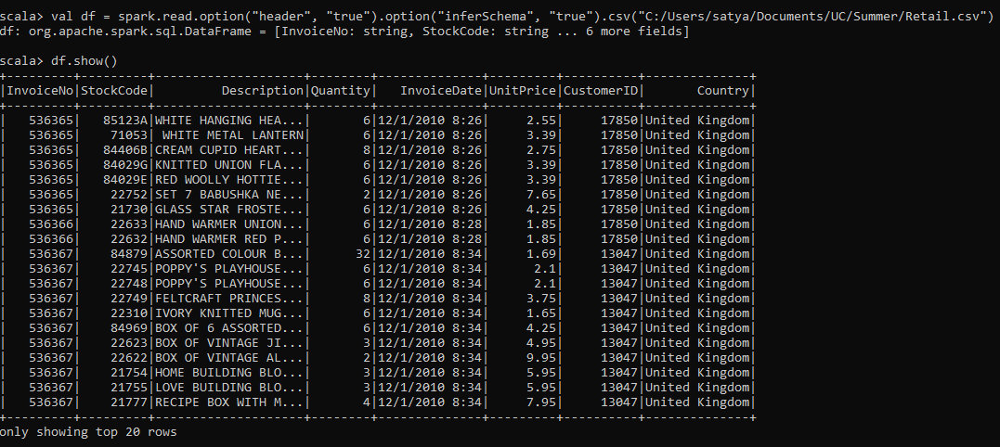 scala> val df = spark.read.option("header", "true").option("inferSchema", "true").csv("C:/Users/satya/Documents/UC/Summer/Retail.csv")
df: org.apache.spark.sql.DataFrame = [InvoiceNo: string, StockCode: string ... 6 more fields]
scala> df.show()
+---------+---------+--------------------+--------+--------------+---------+----------+--------------+
|InvoiceNo|StockCode|         Description|Quantity|   InvoiceDate|UnitPrice|CustomerID|       Country|
+---------+---------+--------------------+--------+--------------+---------+----------+--------------+
|   536365|   85123A|WHITE HANGING HEA...|       6|12/1/2010 8:26|     2.55|     17850|United Kingdom|
|   536365|    71053| WHITE METAL LANTERN|       6|12/1/2010 8:26|     3.39|     17850|United Kingdom|
|   536365|   84406B|CREAM CUPID HEART...|       8|12/1/2010 8:26|     2.75|     17850|United Kingdom|
|   536365|   84029G|KNITTED UNION FLA...|       6|12/1/2010 8:26|     3.39|     17850|United Kingdom|
|   536365|   84029E|RED WOOLLY HOTTIE...|       6|12/1/2010 8:26|     3.39|     17850|United Kingdom|
|   536365|    22752|SET 7 BABUSHKA NE...|       2|12/1/2010 8:26|     7.65|     17850|United Kingdom|
|   536365|    21730|GLASS STAR FROSTE...|       6|12/1/2010 8:26|     4.25|     17850|United Kingdom|
|   536366|    22633|HAND WARMER UNION...|       6|12/1/2010 8:28|     1.85|     17850|United Kingdom|
|   536366|    22632|HAND WARMER RED P...|       6|12/1/2010 8:28|     1.85|     17850|United Kingdom|
|   536367|    84879|ASSORTED COLOUR B...|      32|12/1/2010 8:34|     1.69|     13047|United Kingdom|
|   536367|    22745|POPPY'S PLAYHOUSE...|       6|12/1/2010 8:34|      2.1|     13047|United Kingdom|
|   536367|    22748|POPPY'S PLAYHOUSE...|       6|12/1/2010 8:34|      2.1|     13047|United Kingdom|
|   536367|    22749|FELTCRAFT PRINCES...|       8|12/1/2010 8:34|     3.75|     13047|United Kingdom|
|   536367|    22310|IVORY KNITTED MUG...|       6|12/1/2010 8:34|     1.65|     13047|United Kingdom|
|   536367|    84969|BOX OF 6 ASSORTED...|       6|12/1/2010 8:34|     4.25|     13047|United Kingdom|
|   536367|    22623|BOX OF VINTAGE JI...|       3|12/1/2010 8:34|     4.95|     13047|United Kingdom|
|   536367|    22622|BOX OF VINTAGE AL...|       2|12/1/2010 8:34|     9.95|     13047|United Kingdom|
|   536367|    21754|HOME BUILDING BLO...|       3|12/1/2010 8:34|     5.95|     13047|United Kingdom|
|   536367|    21755|LOVE BUILDING BLO...|       3|12/1/2010 8:34|     5.95|     13047|United Kingdom|
|   536367|    21777|RECIPE BOX WITH M...|       4|12/1/2010 8:34|     7.95|     13047|United Kingdom|
+---------+---------+--------------------+--------+--------------+---------+----------+--------------+
only showing top 20 rows